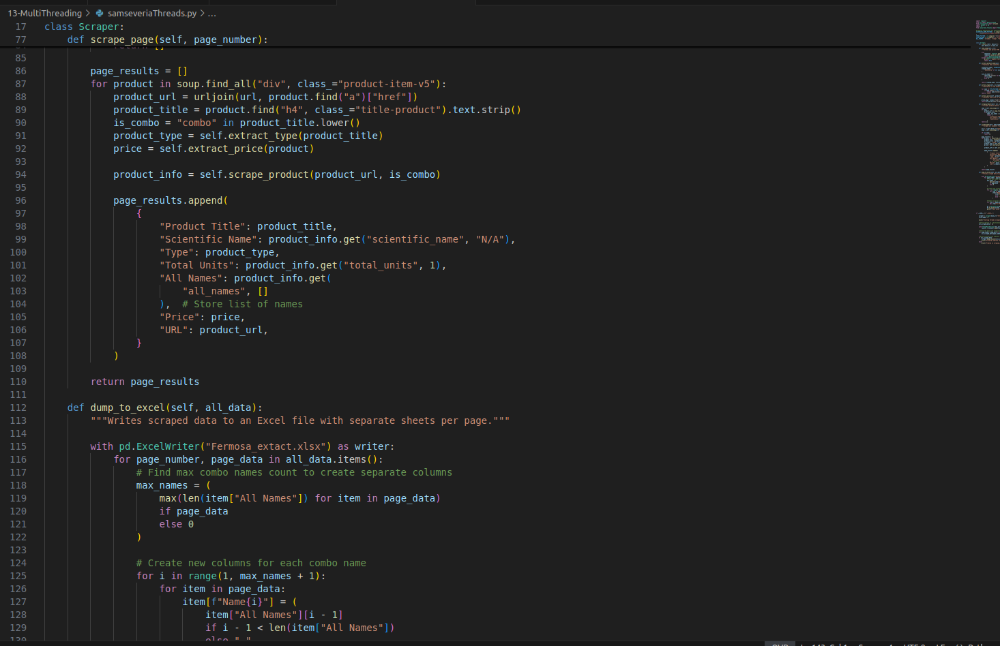 13-MultiThreading > samseveriaThreads.py > ...
17 class Scraper:
77 def scrape_page(self, page_number):
85
86 page_results = []
87 for product in soup.find_all("div", class_="product-item-v5"):
88 product_url = urljoin(url, product.find("a")["href"])
89 product_title = product.find("h4", class_="title-product").text.strip()
90 is_combo = "combo" in product_title.lower()
91 product_type = self.extract_type(product_title)
92 price = self.extract_price(product)
93
94 product_info = self.scrape_product(product_url, is_combo)
95
96 page_results.append(
97 {
98 "Product Title": product_title,
99 "Scientific Name": product_info.get("scientific_name", "N/A"),
100 "Type": product_type,
101 "Total Units": product_info.get("total_units", 1),
102 "All Names": product_info.get(
103 "all_names", []
104 ), # Store list of names
105 "Price": price,
106 "URL": product_url,
107 }
108 )
109
110 return page_results
111
112 def dump_to_excel(self, all_data):
113 """Writes scraped data to an Excel file with separate sheets per page."""
114
115 with pd.ExcelWriter("Fermosa_extact.xlsx") as writer:
116 for page_number, page_data in all_data.items():
117 # Find max combo names count to create separate columns
118 max_names = (
119 max(len(item["All Names"]) for item in page_data)
120 if page_data
121 else 0
122 )
123
124 # Create new columns for each combo name
125 for i in range(1, max_names + 1):
126 for item in page_data:
127 item[f"Name{i}"] = (
128 item["All Names"][i - 1]
129 if i - 1 < len(item["All Names"])